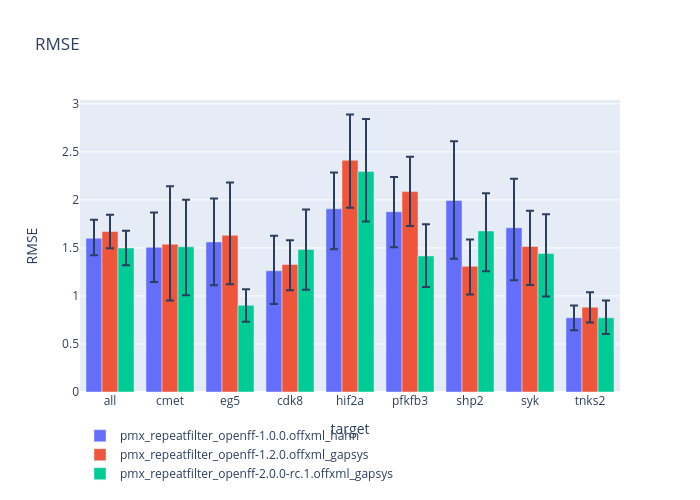 RMSE
RMSE
3
2.5
2
1.5
1
0.5
0
all cmet eg5 cdk8 hif2a pfkfb3 shp2 syk tnks2
target
pmx_repeatfilter_openff-1.0.0.offxml_hahn
pmx_repeatfilter_openff-1.2.0.offxml_gapsys
pmx_repeatfilter_openff-2.0.0-rc.1.offxml_gapsys